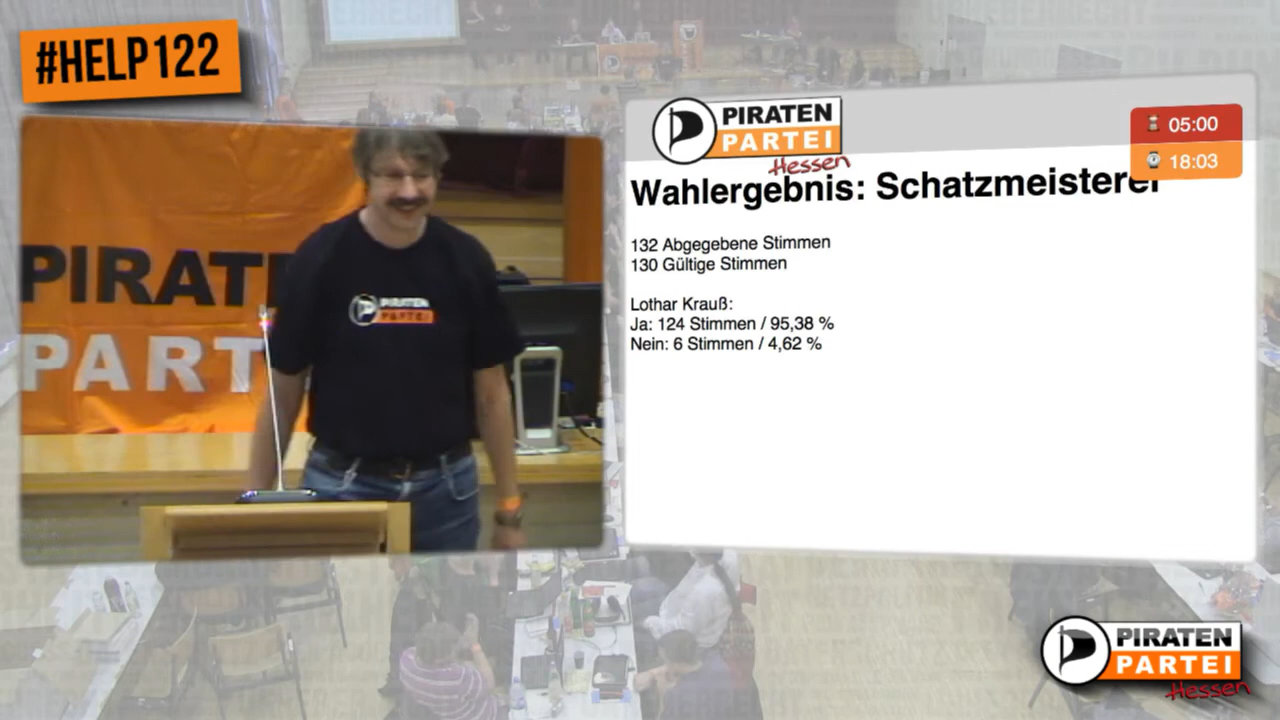 #HELP122
PIRATEN
PARTEI
Hessen
05:00
18:03
Wahlergebnis: Schatzmeisterei
132 Abgegebene Stimmen
130 Gültige Stimmen
Lothar Krauß:
Ja: 124 Stimmen / 95,38 %
Nein: 6 Stimmen / 4,62 %
PIRAT
PART
PIRATEN
PARTEI
PIRATEN
PARTEI
Hessen